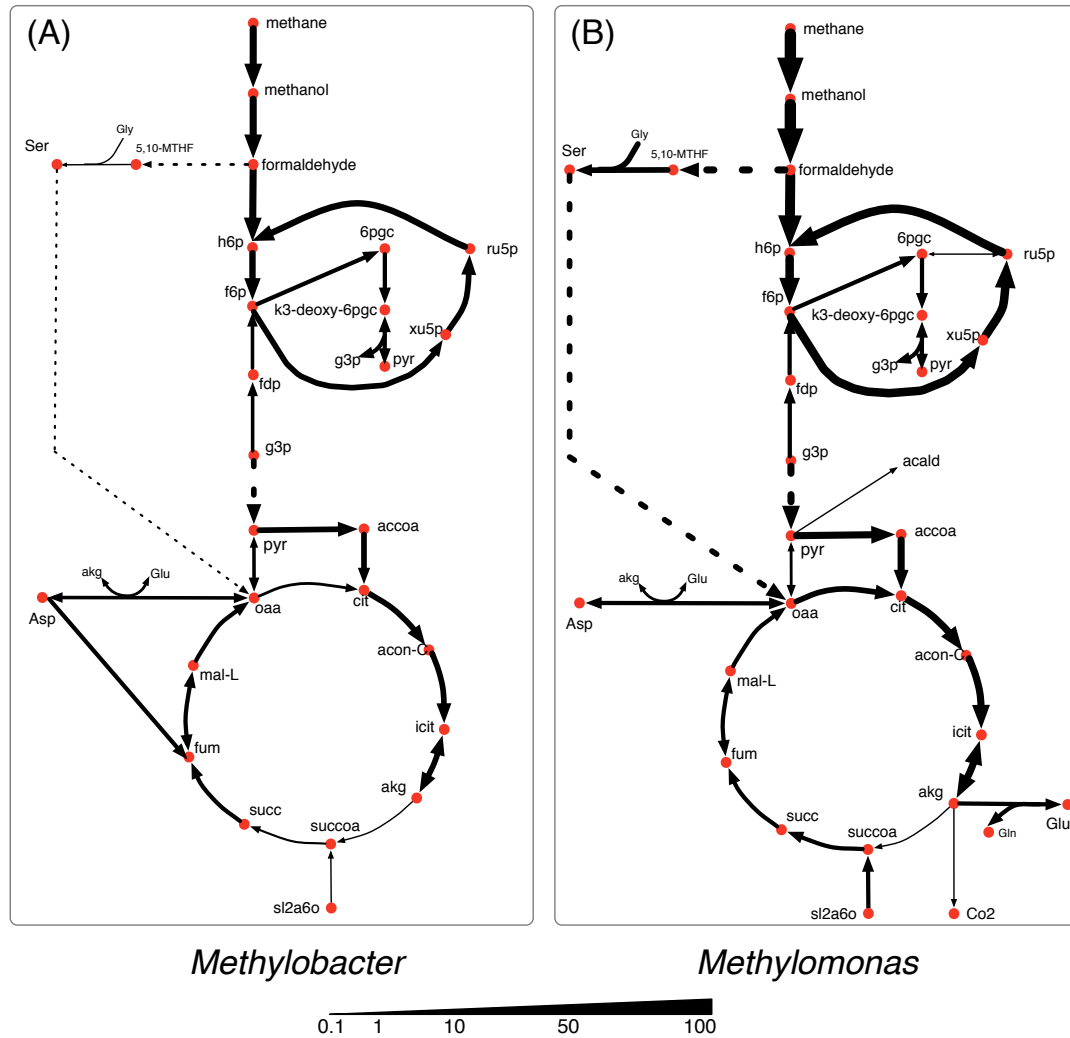 (A)
methane
methanol
Gly
Ser
5,10-MTHF
formaldehyde
h6p
6pgc
ru5p
f6p
k3-deoxy-6pgc
xu5p
g3p
pyr
fdp
g3p
pyr
accoa
akg
Glu
Asp
oaa
cit
acon-C
mal-L
icit
fum
akg
succ
succoa
sl2a6o
(B)
methane
methanol
Gly
Ser
5,10-MTHF
formaldehyde
h6p
6pgc
ru5p
f6p
k3-deoxy-6pgc
xu5p
g3p
pyr
fdp
g3p
acald
pyr
accoa
akg
Glu
Asp
oaa
cit
acon-C
mal-L
icit
fum
akg
succ
succoa
Gln
Glu
sl2a6o
Co2
Methylobacter
Methylomonas
0.1 1 10 50 100